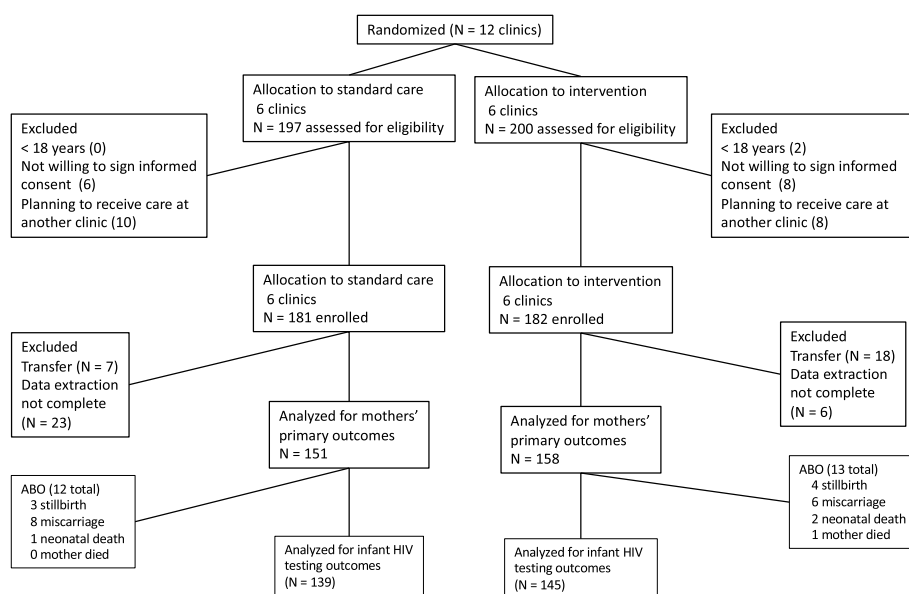 Randomized (N = 12 clinics)
Allocation to standard care
6 clinics
N = 197 assessed for eligibility
Allocation to intervention
6 clinics
N = 200 assessed for eligibility
Excluded
< 18 years (0)
Not willing to sign informed
consent (6)
Planning to receive care at
another clinic (10)
Excluded
< 18 years (2)
Not willing to sign informed
consent (8)
Planning to receive care at
another clinic (8)
Allocation to standard care
6 clinics
N = 181 enrolled
Allocation to intervention
6 clinics
N = 182 enrolled
Excluded
Transfer (N = 7)
Data extraction
not complete
(N = 23)
Excluded
Transfer (N = 18)
Data extraction
not complete
(N = 6)
Analyzed for mothers’
primary outcomes
N = 151
Analyzed for mothers’
primary outcomes
N = 158
ABO (12 total)
3 stillbirth
8 miscarriage
1 neonatal death
0 mother died
ABO (13 total)
4 stillbirth
6 miscarriage
2 neonatal death
1 mother died
Analyzed for infant HIV
testing outcomes
(N = 139)
Analyzed for infant HIV
testing outcomes
(N = 145)